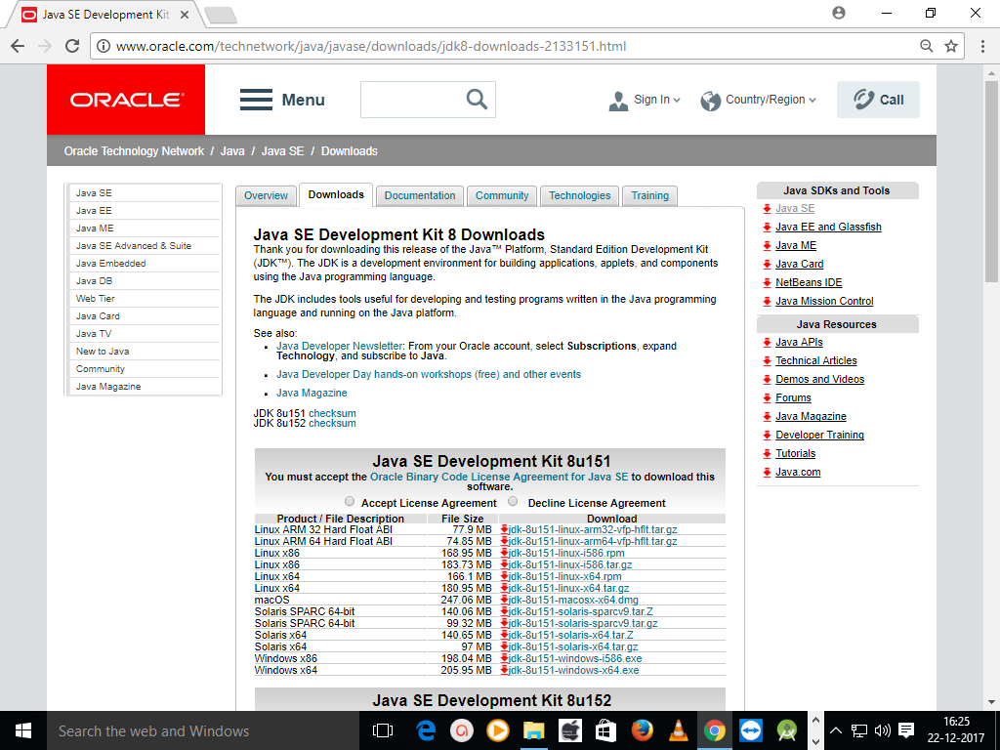 Java SE Development Kit
www.oracle.com/technetwork/java/javase/downloads/jdk8-downloads-2133151.html
ORACLE
Menu
Sign In
Country/Region
Call
Oracle Technology Network / Java / Java SE / Downloads
Java SE
Java EE
Java ME
Java SE Advanced & Suite
Java Embedded
Java DB
Web Tier
Java Card
Java TV
New to Java
Community
Java Magazine
Overview Downloads Documentation Community Technologies Training
Java SE Development Kit 8 Downloads
Thank you for downloading this release of the Java™ Platform, Standard Edition Development Kit
(JDK™). The JDK is a development environment for building applications, applets, and components
using the Java programming language.
The JDK includes tools useful for developing and testing programs written in the Java programming
language and running on the Java platform.
See also:
Java Developer Newsletter: From your Oracle account, select Subscriptions, expand
Technology, and subscribe to Java.
Java Developer Day hands-on workshops (free) and other events
Java Magazine
JDK 8u151 checksum
JDK 8u152 checksum
Java SE Development Kit 8u151
You must accept the Oracle Binary Code License Agreement for Java SE to download this
software.
Accept License Agreement Decline License Agreement
Product / File Description File Size Download
Linux ARM 32 Hard Float ABI 77.9 MB jdk-8u151-linux-arm32-vfp-hflt.tar.gz
Linux ARM 64 Hard Float ABI 74.85 MB jdk-8u151-linux-arm64-vfp-hflt.tar.gz
Linux x86 168.95 MB jdk-8u151-linux-i586.rpm
Linux x86 183.73 MB jdk-8u151-linux-i586.tar.gz
Linux x64 166.1 MB jdk-8u151-linux-x64.rpm
Linux x64 180.95 MB jdk-8u151-linux-x64.tar.gz
macOS 247.06 MB jdk-8u151-macosx-x64.dmg
Solaris SPARC 64-bit 140.06 MB jdk-8u151-solaris-sparcv9.tar.Z
Solaris SPARC 64-bit 99.32 MB jdk-8u151-solaris-sparcv9.tar.gz
Solaris x64 140.65 MB jdk-8u151-solaris-x64.tar.Z
Solaris x64 97 MB jdk-8u151-solaris-x64.tar.gz
Windows x86 198.04 MB jdk-8u151-windows-i586.exe
Windows x64 205.95 MB jdk-8u151-windows-x64.exe
Java SE Development Kit 8u152
Java SDKs and Tools
Java SE
Java EE and Glassfish
Java ME
Java Card
NetBeans IDE
Java Mission Control
Java Resources
Java APIs
Technical Articles
Demos and Videos
Forums
Java Magazine
Developer Training
Tutorials
Java.com
Search the web and Windows
16:25
22-12-2017